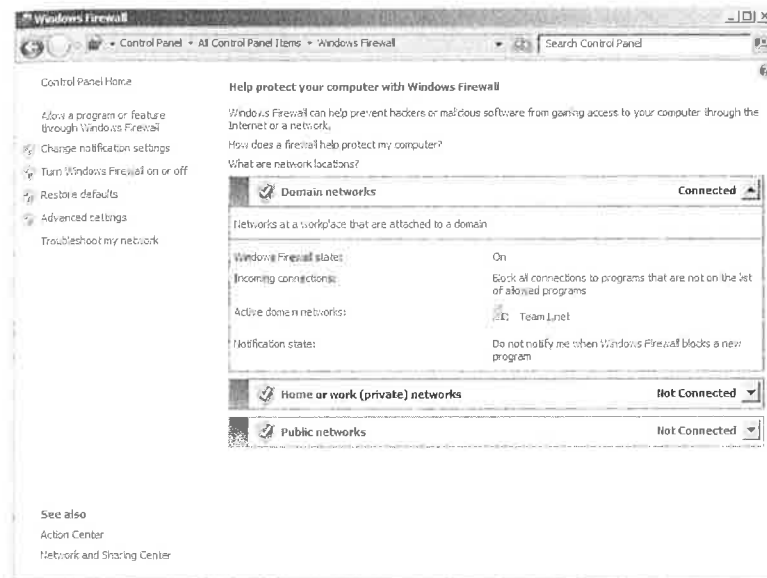 Windows Firewall
Control Panel
All Control Panel Items
Windows Firewall
Search Control Panel
Control Panel Home
Allow a program or feature
through Windows Firewall
Change notification settings
Turn Windows Firewall on or off
Restore defaults
Advanced settings
Troubleshoot my network
See also
Action Center
Network and Sharing Center
Help protect your computer with Windows Firewall
Windows Firewall can help prevent hackers or malicious software from gaining access to your computer through the
Internet or a network.
How does a firewall help protect my computer?
What are network locations?
Domain networks Connected
Networks at a workplace that are attached to a domain
Windows Firewall state: On
Incoming connections: Block all connections to programs that are not on the list
of allowed programs
Active domain networks: Team1.net
Notification state: Do not notify me when Windows Firewall blocks a new
program
Home or work (private) networks Not Connected
Public networks Not Connected